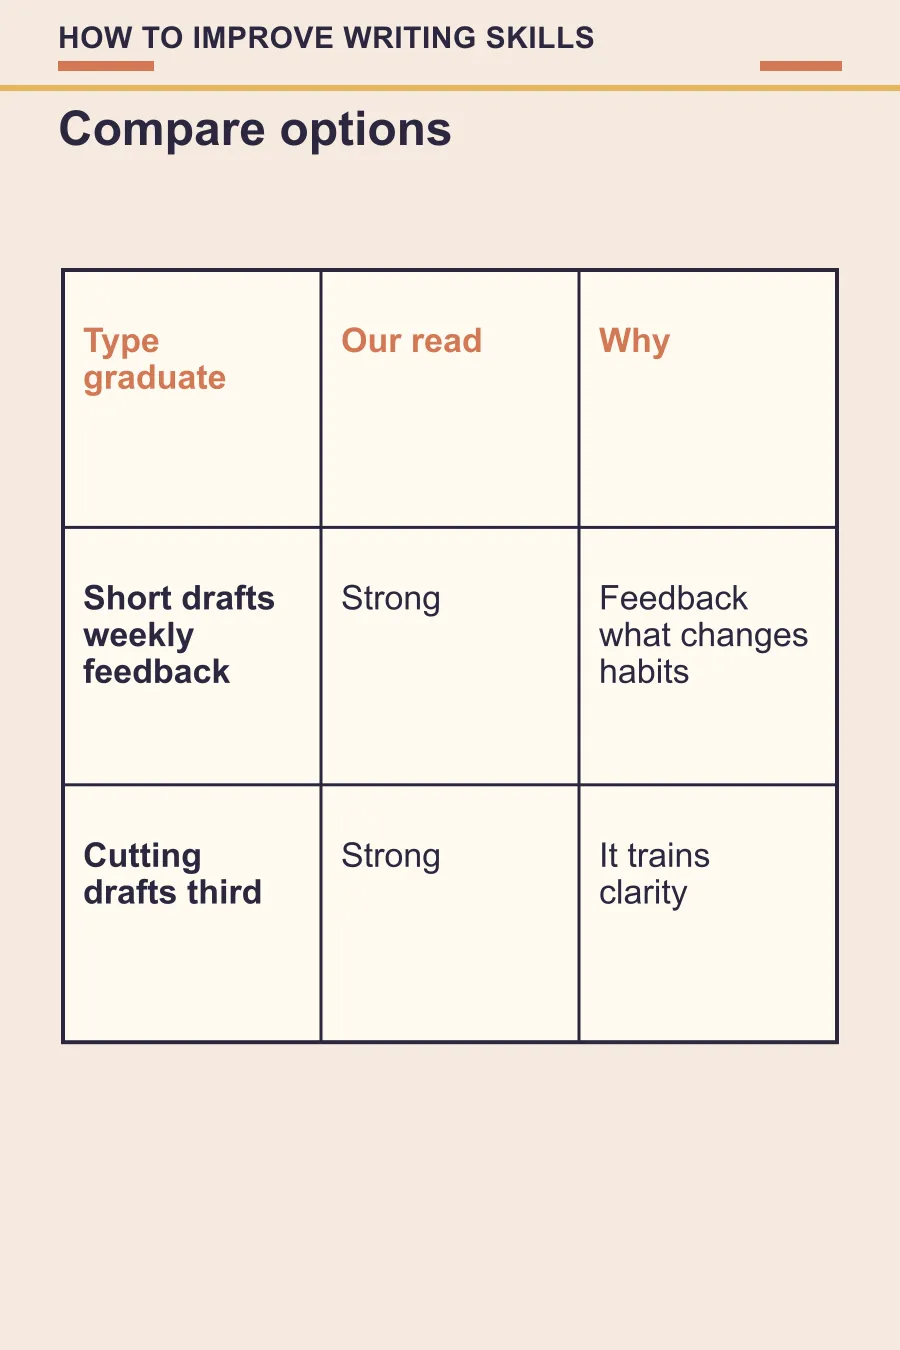 HOW TO IMPROVE WRITING SKILLS
Compare options
Type
graduate
Our read
Why
Short drafts
weekly
feedback
Strong
Feedback
what changes
habits
Cutting
drafts third
Strong
It trains
clarity